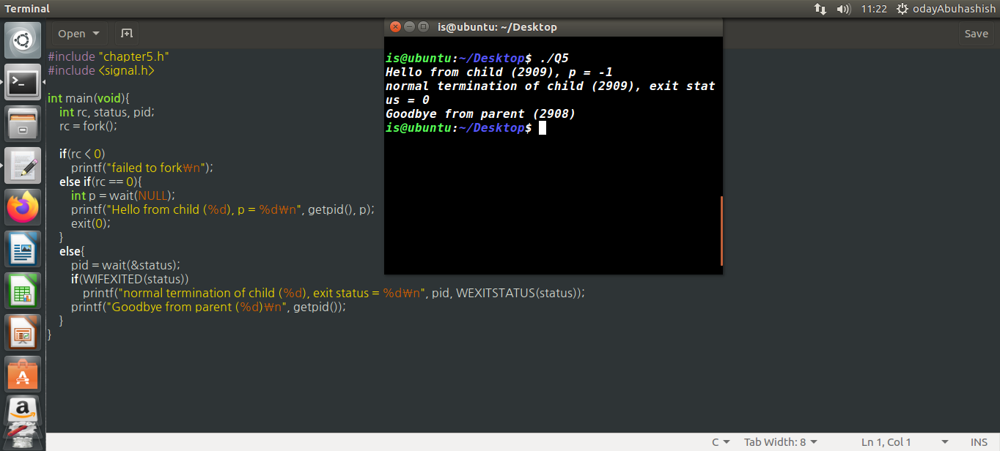 Terminal
11:22
odayAbuhashish
Open
Save
#include "chapter5.h"
#include <signal.h>
int main(void){
int rc, status, pid;
rc = fork();
if(rc < 0)
printf("failed to fork₩n");
else if(rc == 0){
int p = wait(NULL);
printf("Hello from child (%d), p = %d₩n", getpid(), p);
exit(0);
}
else{
pid = wait(&status);
if(WIFEXITED(status))
printf("normal termination of child (%d), exit status = %d₩n", pid, WEXITSTATUS(status));
printf("Goodbye from parent (%d)₩n", getpid());
}
}
is@ubuntu: ~/Desktop
is@ubuntu:~/Desktop$ ./Q5
Hello from child (2909), p = -1
normal termination of child (2909), exit stat
us = 0
Goodbye from parent (2908)
is@ubuntu:~/Desktop$
C
Tab Width: 8
Ln 1, Col 1
INS